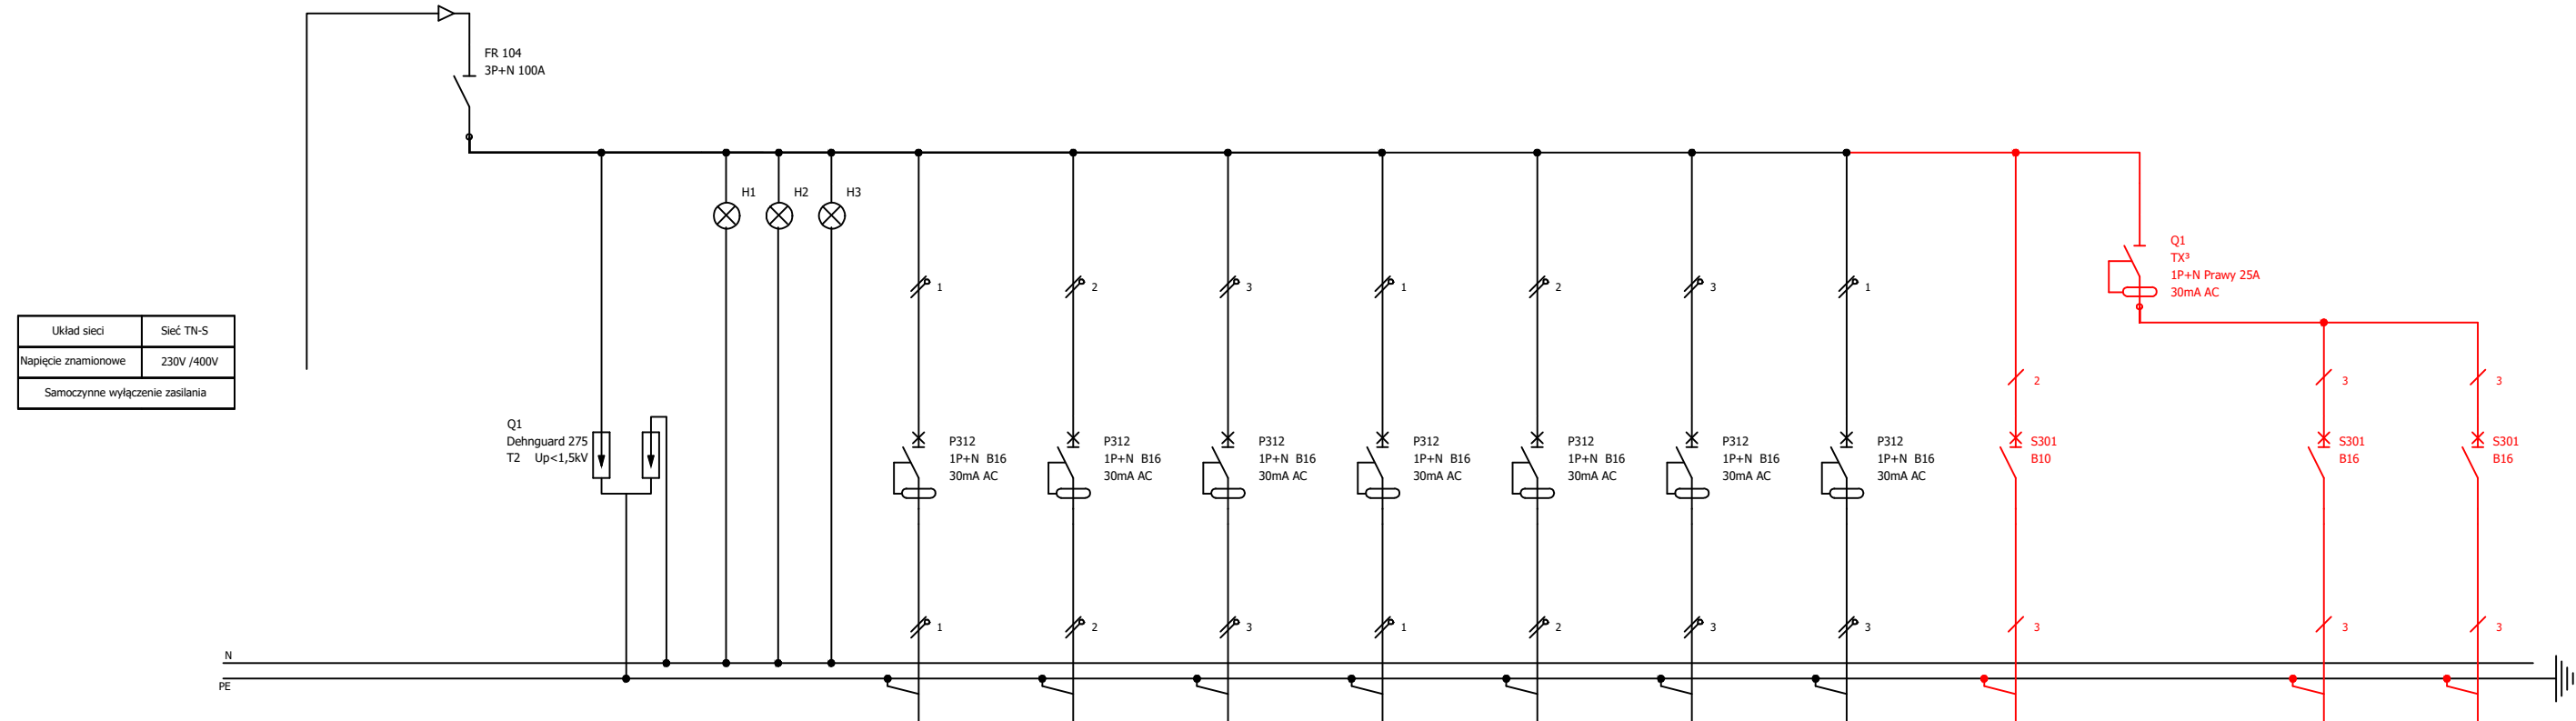 FR 104
3P+N 100A
H1
H2
H3
1
2
3
1
2
3
1
Q1
TX³
1P+N Prawy 25A
30mA AC
Układ sieci Sieć TN-S
Napięcie znamionowe 230V /400V
Samoczynne wyłączenie zasilania
2
3
3
Q1
Dehnguard 275
T2 Up<1,5kV
P312
1P+N B16
30mA AC
P312
1P+N B16
30mA AC
P312
1P+N B16
30mA AC
P312
1P+N B16
30mA AC
P312
1P+N B16
30mA AC
P312
1P+N B16
30mA AC
P312
1P+N B16
30mA AC
S301
B10
S301
B16
S301
B16
1
2
3
1
2
3
3
3
3
3
N
PE